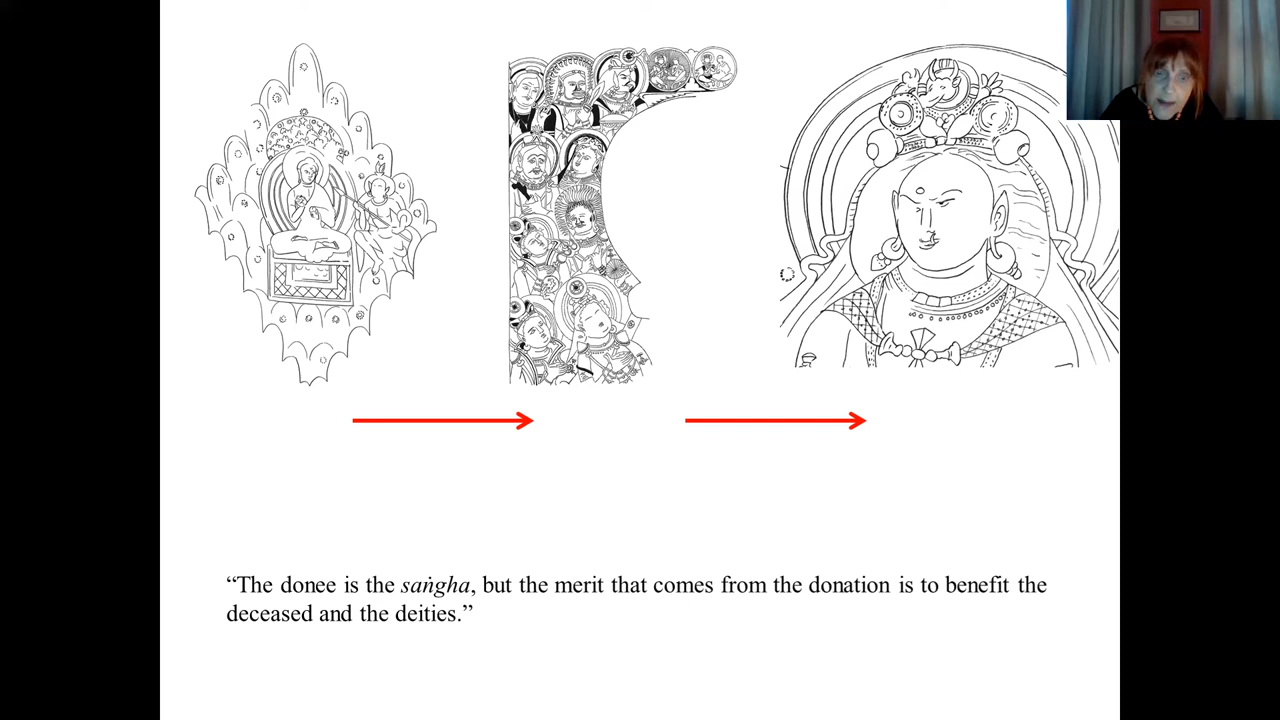 “The donee is the saṅgha, but the merit that comes from the donation is to benefit the
deceased and the deities.”